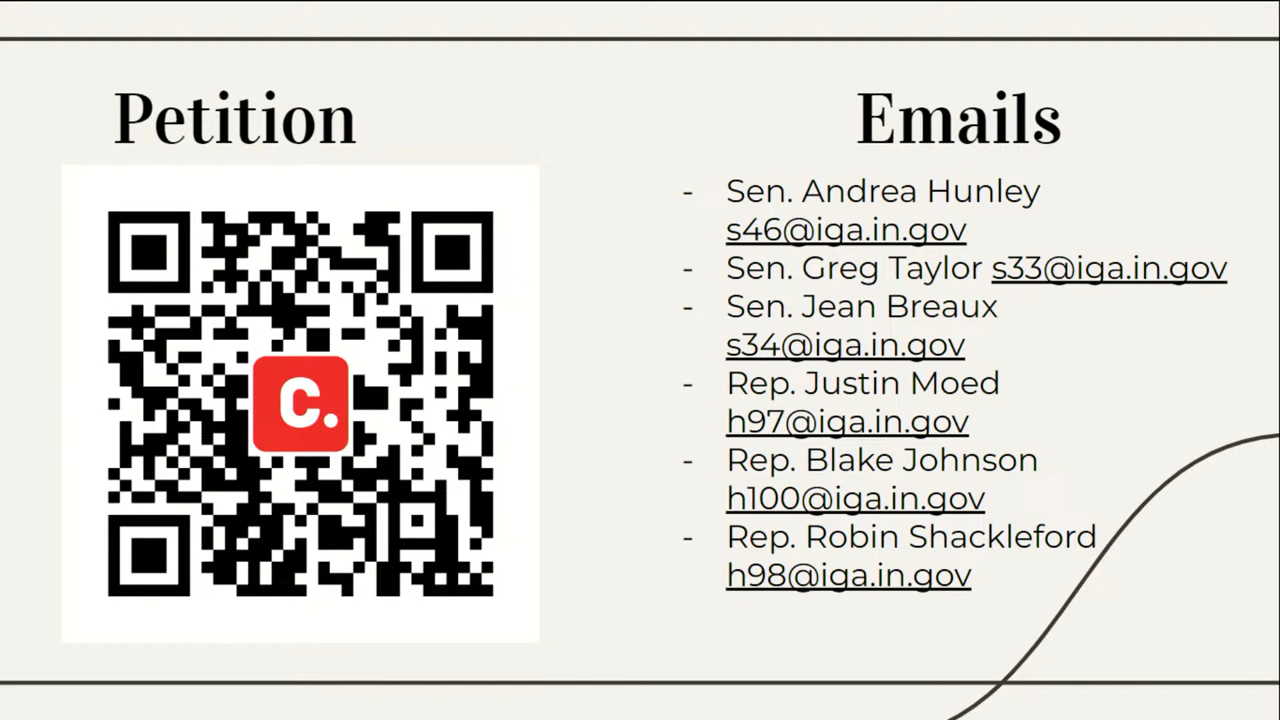 Petition
C.
Emails
- Sen. Andrea Hunley
s46@iga.in.gov
- Sen. Greg Taylor s33@iga.in.gov
- Sen. Jean Breaux
s34@iga.in.gov
- Rep. Justin Moed
h97@iga.in.gov
- Rep. Blake Johnson
h100@iga.in.gov
- Rep. Robin Shackleford
h98@iga.in.gov